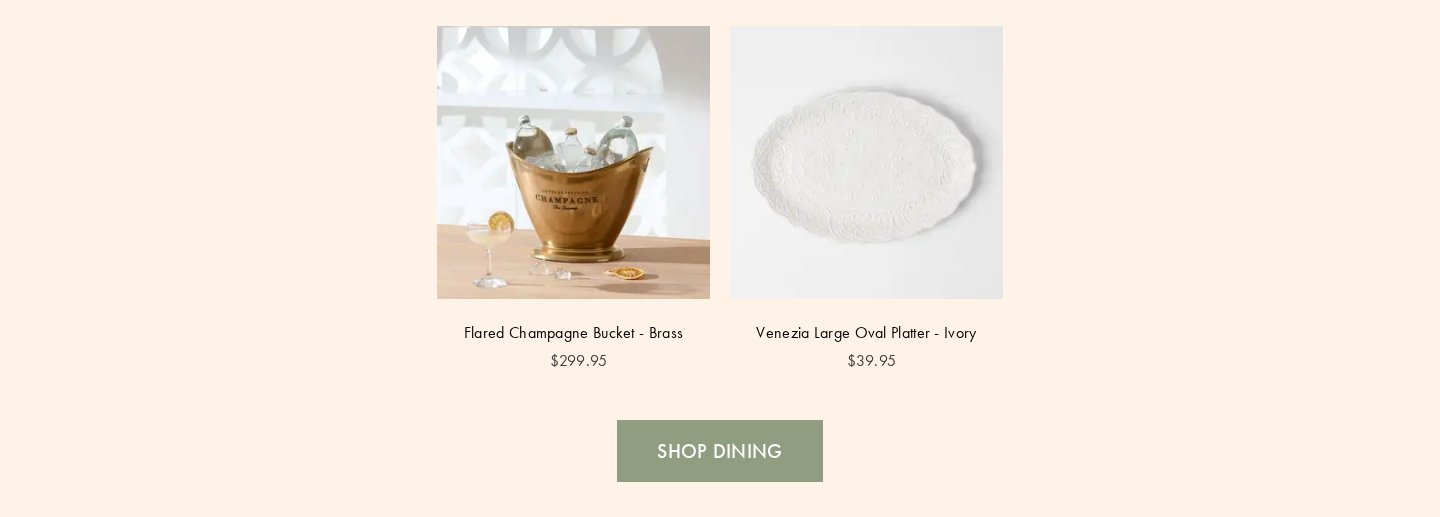 CHAMPAGNE
Flared Champagne Bucket - Brass
$299.95
Venezia Large Oval Platter - Ivory
$39.95
SHOP DINING